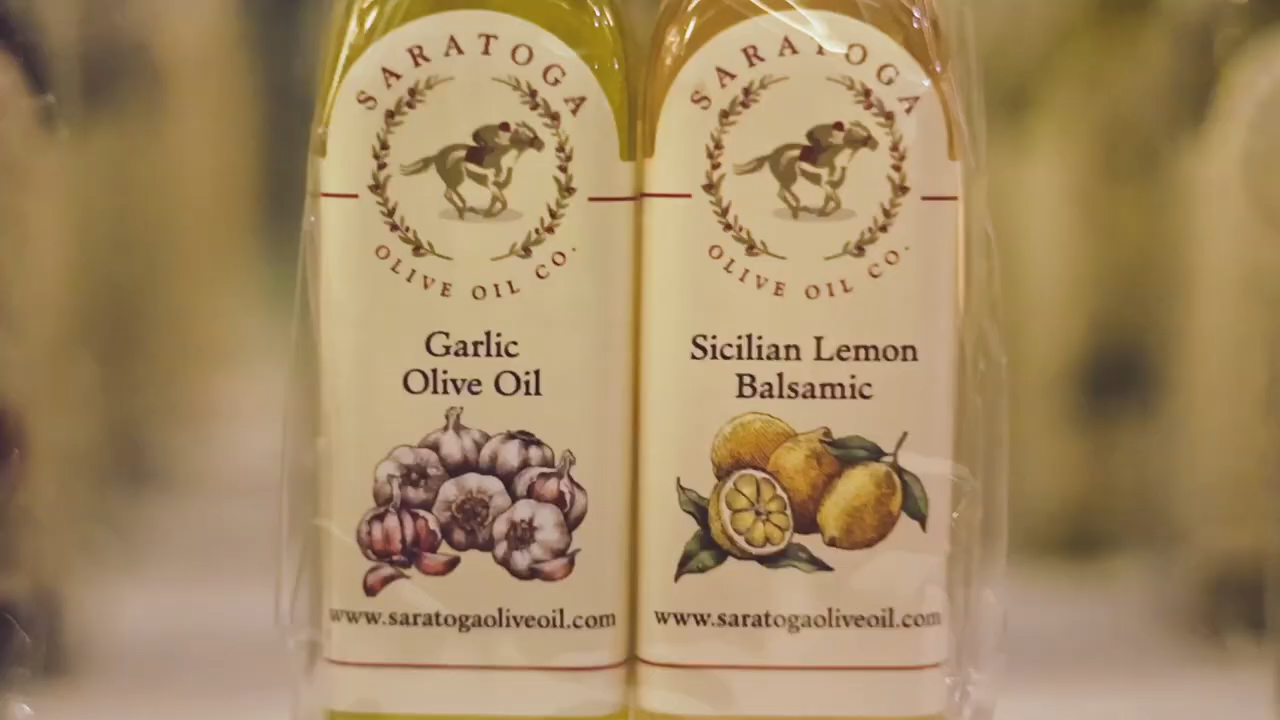 SARATOGA
OLIVE OIL CO.
Garlic
Olive Oil
www.saratogaoliveoil.com
SARATOGA
OLIVE OIL CO.
Sicilian Lemon
Balsamic
www.saratogaoliveoil.com